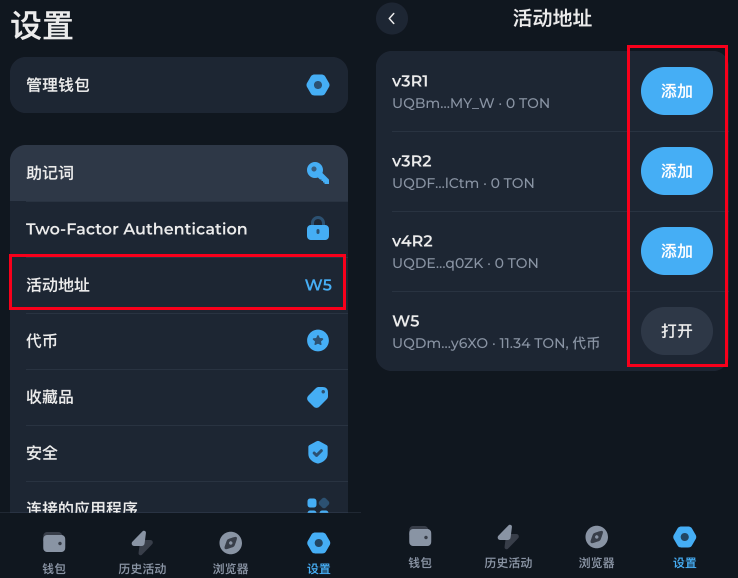 设置
管理钱包
助记词
Two-Factor Authentication
活动地址 W5
代币
收藏品
安全
连接的应用程序
钱包 历史活动 浏览器 设置
活动地址
v3R1
UQBm...MY_W · 0 TON
添加
v3R2
UQDF...lCtm · 0 TON
添加
v4R2
UQDE...q0ZK · 0 TON
添加
W5
UQDm...y6XO · 11.34 TON, 代币
打开
钱包 历史活动 浏览器 设置